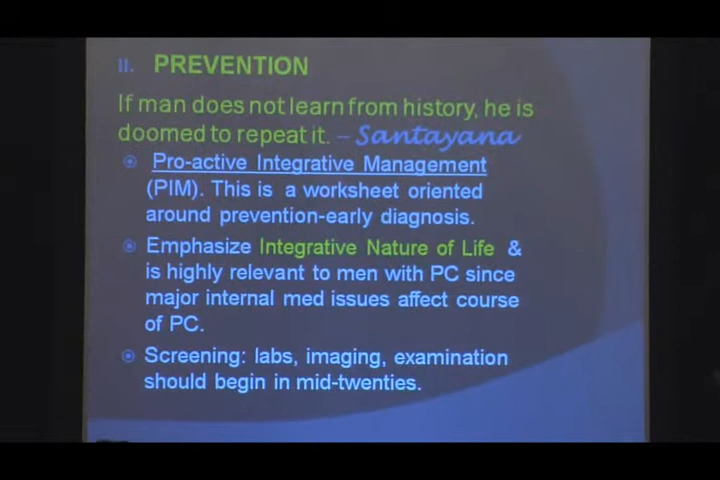 II. PREVENTION
If man does not learn from history, he is
doomed to repeat it. – Santayana
Pro-active Integrative Management
(PIM). This is a worksheet oriented
around prevention-early diagnosis.
Emphasize Integrative Nature of Life &
is highly relevant to men with PC since
major internal med issues affect course
of PC.
Screening: labs, imaging, examination
should begin in mid-twenties.